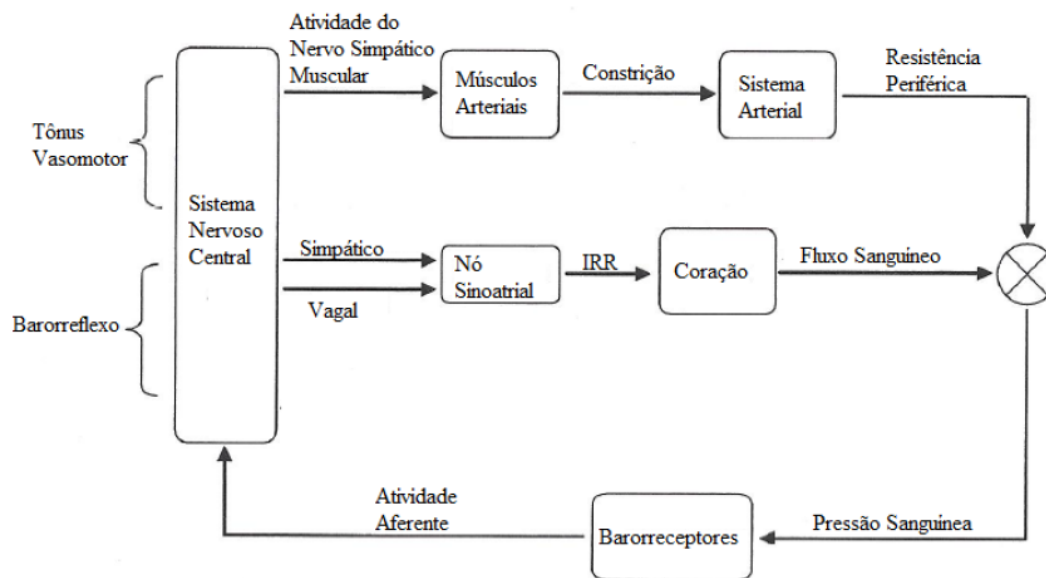 Atividade do
Nervo Simpático
Muscular
Músculos
Arteriais
Constrição
Sistema
Arterial
Resistência
Periférica
Tônus
Vasomotor
Sistema
Nervoso
Central
Simpático
Vagal
Nó
Sinoatrial
IRR
Coração
Fluxo Sanguíneo
Barorreflexo
Atividade
Aferente
Barorreceptores
Pressão Sanguínea